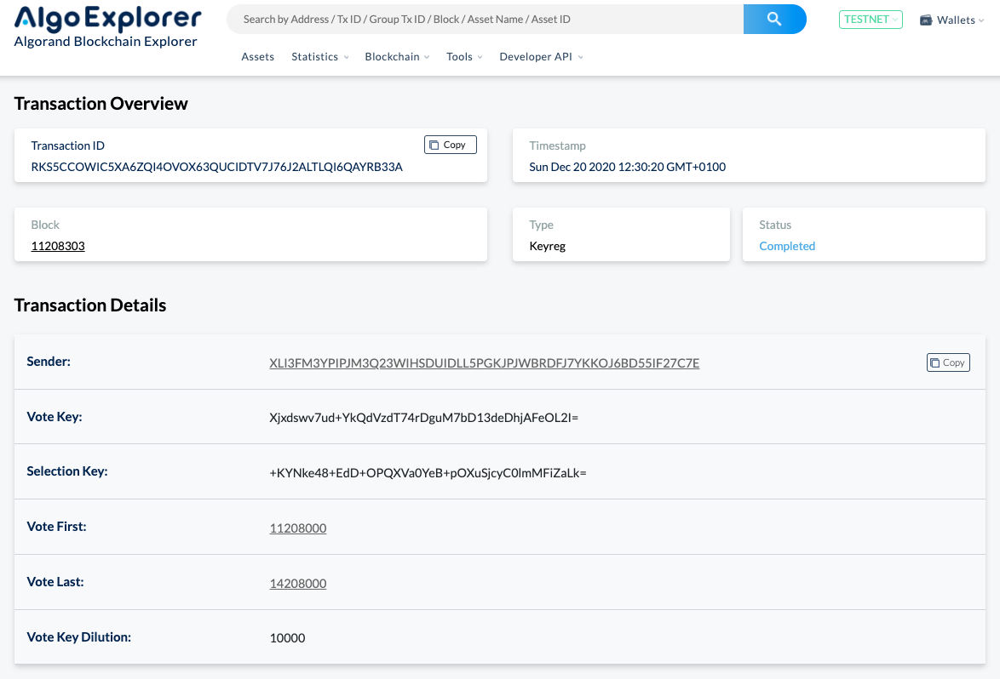 AlgoExplorer
Algorand Blockchain Explorer
Search by Address / Tx ID / Group Tx ID / Block / Asset Name / Asset ID
TESTNET
Wallets
Assets Statistics Blockchain Tools Developer API
Transaction Overview
Transaction ID
Copy
RKS5CCOWIC5XA6ZQI4OVOX63QUCIDTV7J76J2ALTLQI6QAYRB33A
Timestamp
Sun Dec 20 2020 12:30:20 GMT+0100
Block
11208303
Type
Keyreg
Status
Completed
Transaction Details
Sender: XLI3FM3YPIPJM3Q23WIHSDUIDLL5PGKJPJWBRDFJ7YKKOJ6BD55IF27C7E Copy
Vote Key: Xjxdswv7ud+YkQdVzdT74rDguM7bD13deDhjAFeOL2I=
Selection Key: +KYNke48+EdD+OPQXVa0YeB+pOXuSjcyC0lmMFiZaLk=
Vote First: 11208000
Vote Last: 14208000
Vote Key Dilution: 10000